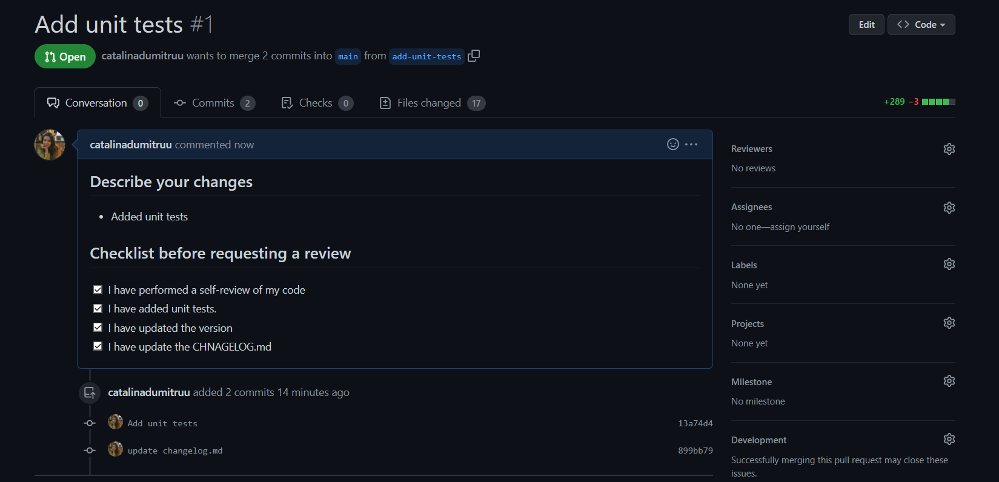 Add unit tests #1
Edit
<> Code
Open
catalinadumitruu wants to merge 2 commits into main from add-unit-tests
Conversation 0
Commits 2
Checks 0
Files changed 17
+289 −3
catalinadumitruu commented now
Describe your changes
• Added unit tests
Checklist before requesting a review
I have performed a self-review of my code
I have added unit tests.
I have updated the version
I have update the CHNAGELOG.md
catalinadumitruu added 2 commits 14 minutes ago
Add unit tests 13a74d4
update changelog.md 899bb79
Reviewers
No reviews
Assignees
No one—assign yourself
Labels
None yet
Projects
None yet
Milestone
No milestone
Development
Successfully merging this pull request may close these
issues.